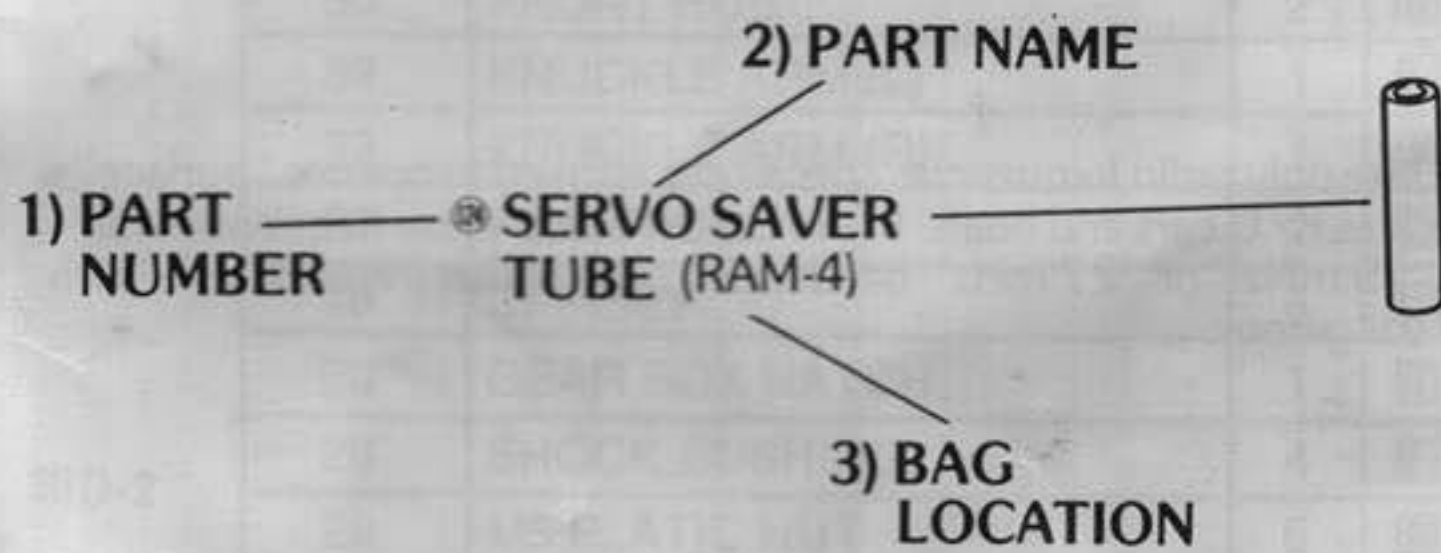 2) PART NAME
1) PART
NUMBER
SERVO SAVER
TUBE (RAM-4)
3) BAG
LOCATION